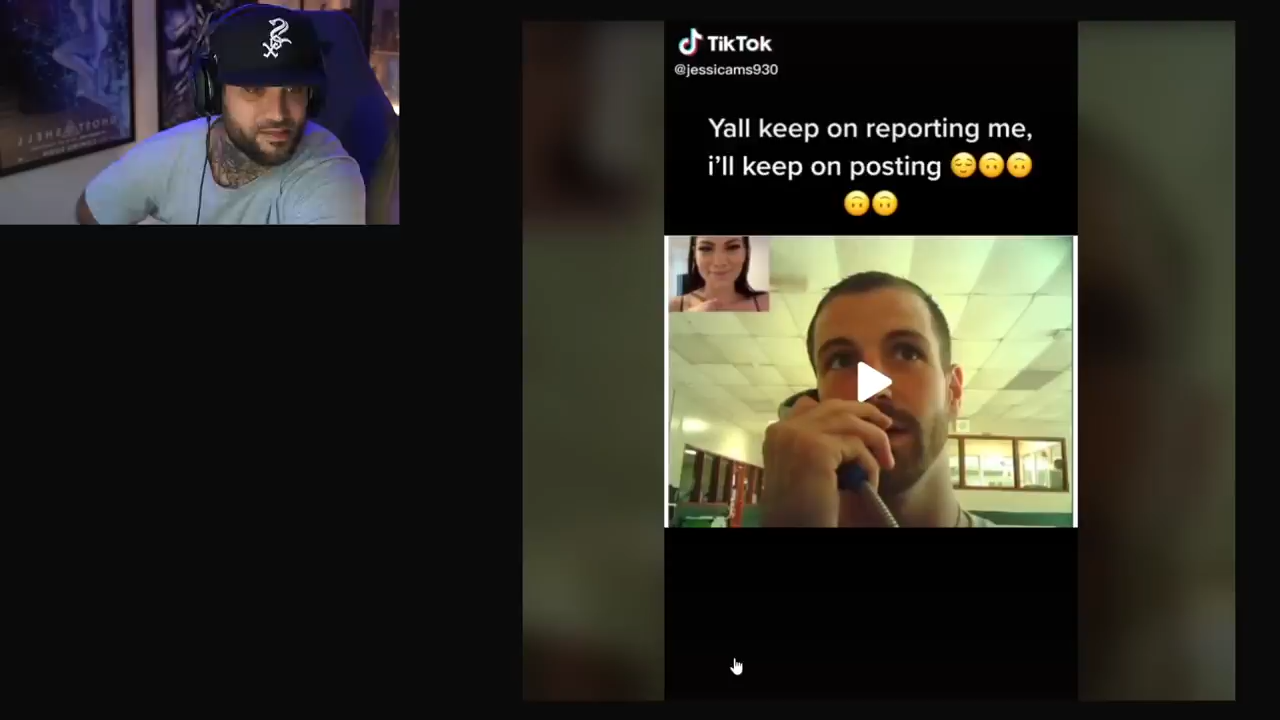 TikTok
@jessicams930
Yall keep on reporting me,
i'll keep on posting 😌🙃🙃
🙃🙃